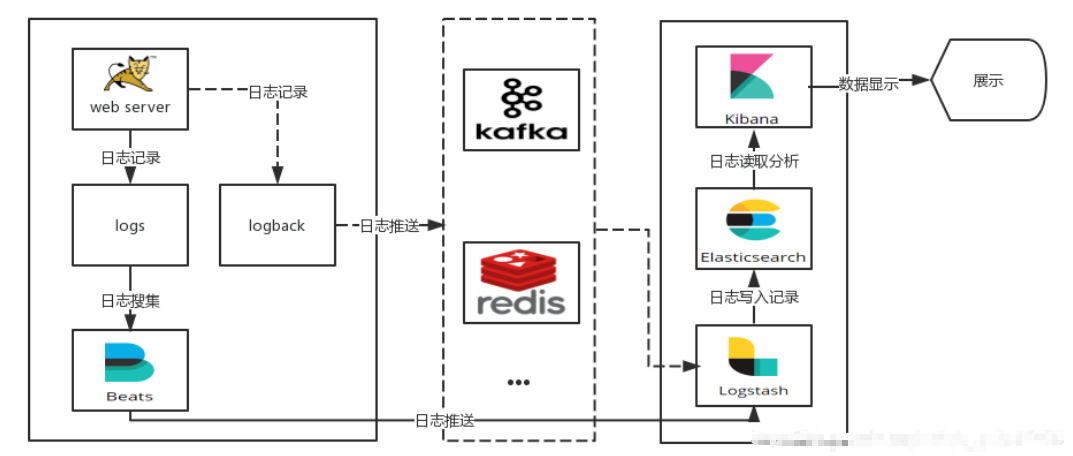 web server
日志记录
日志记录
logs
logback
日志搜集
Beats
日志推送
日志推送
kafka
redis
...
Kibana
日志读取分析
Elasticsearch
日志写入记录
Logstash
数据显示
展示